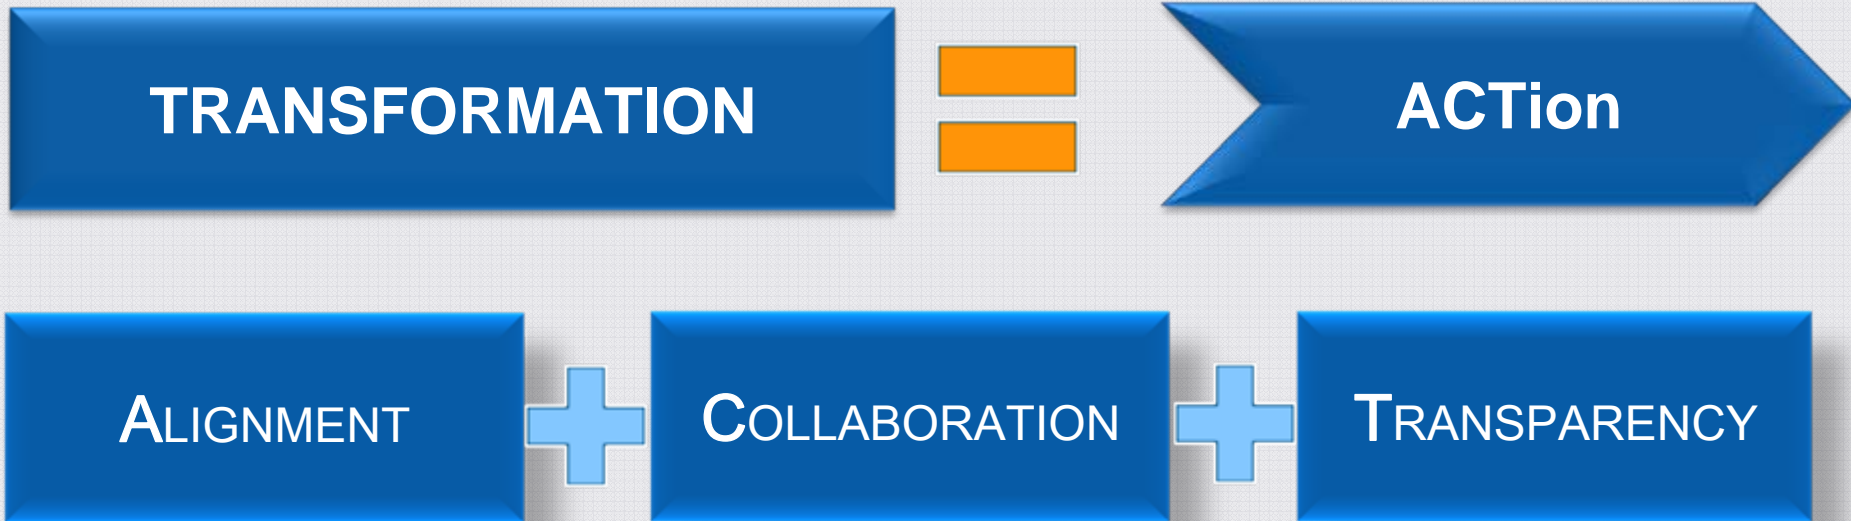 TRANSFORMATION
ACTion
ALIGNMENT
COLLABORATION
TRANSPARENCY